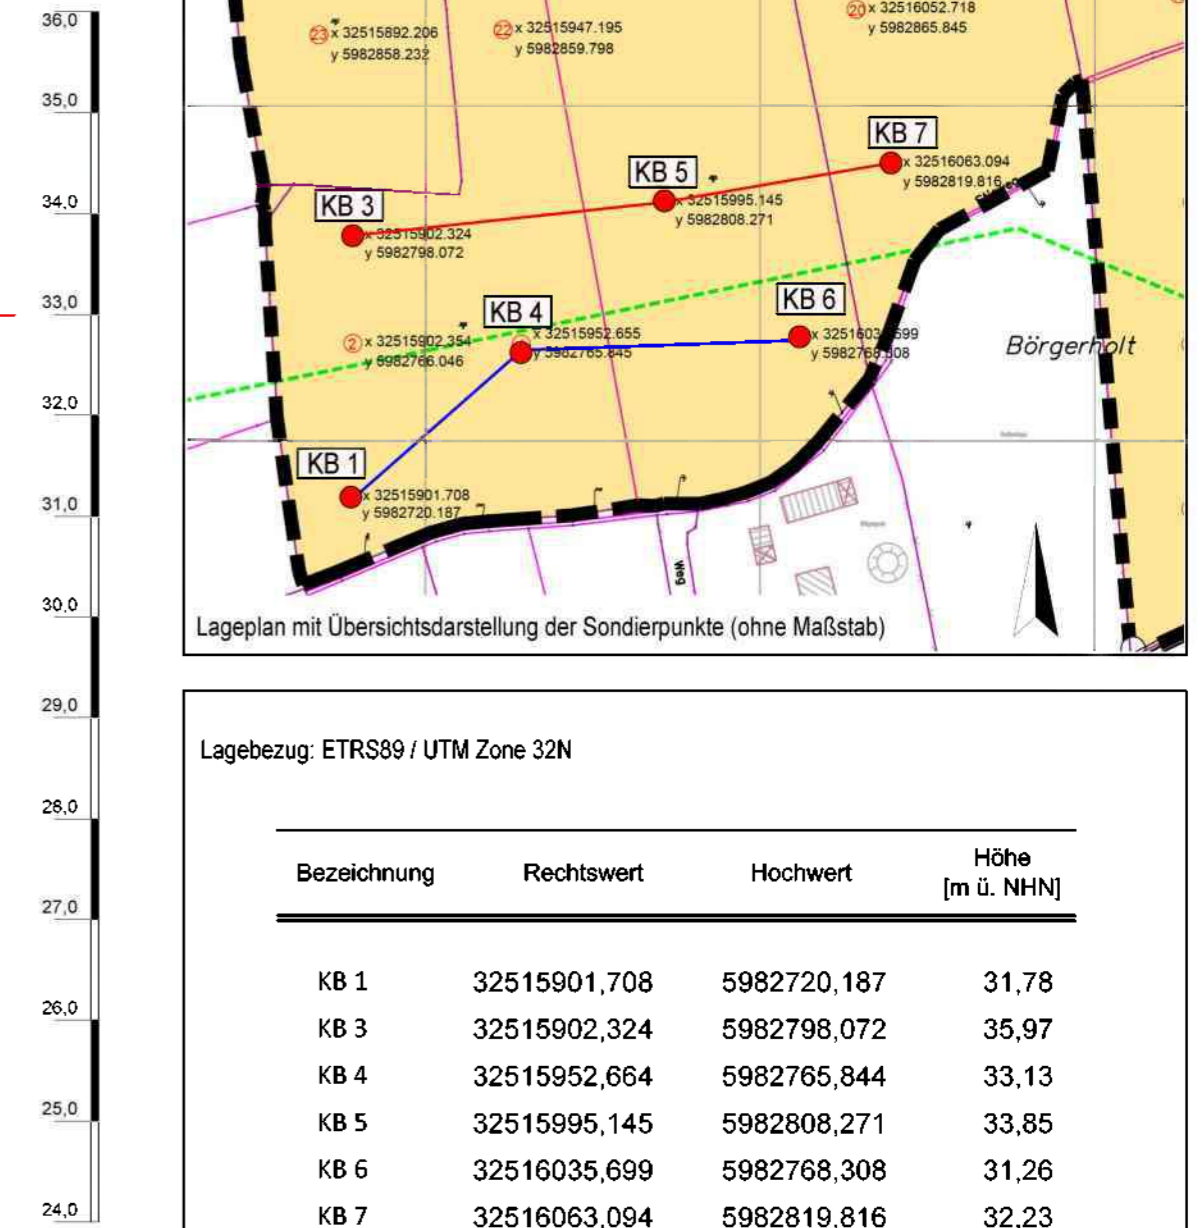 36,0
35,0
34,0
33,0
32,0
31,0
30,0
29,0
28,0
27,0
26,0
25,0
24,0
23 x 32515892.206
y 5982858.232
22 x 32515947.195
y 5982859.798
20 x 32516052.718
y 5982865.845
KB 7
x 32516063.094
y 5982819.816
KB 5
x 32515995.145
y 5982808.271
KB 3
x 32515902.324
y 5982798.072
KB 4
x 32515952.655
y 5982765.845
KB 6
y 5982768.308
2 x 32515902.354
y 5982766.046
Börgerholt
KB 1
x 32515901.708
y 5982720.187
Weg
Lageplan mit Übersichtsdarstellung der Sondierpunkte (ohne Maßstab)
Lagebezug: ETRS89 / UTM Zone 32N
Bezeichnung Rechtswert Hochwert Höhe
[m ü. NHN]
KB 1 32515901,708 5982720,187 31,78
KB 3 32515902,324 5982798,072 35,97
KB 4 32515952,664 5982765,844 33,13
KB 5 32515995,145 5982808,271 33,85
KB 6 32516035,699 5982768,308 31,26
KB 7 32516063,094 5982819,816 32,23